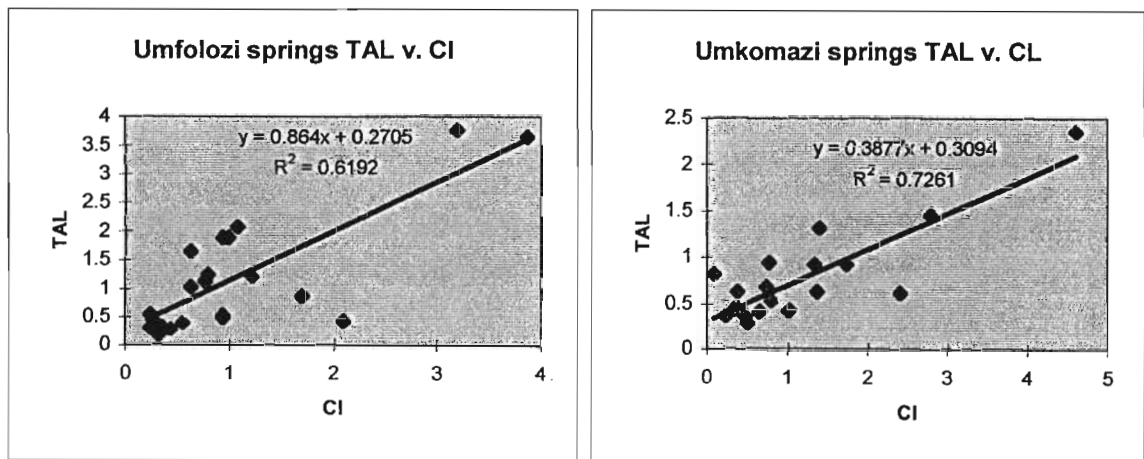 Umfolozi springs TAL v. Cl
4
3.5
3
2.5
2
1.5
1
0.5
0
y = 0.864x + 0.2705
R² = 0.6192
TAL
0
1
2
3
4
Cl
Umkomazi springs TAL v. CL
2.5
2
1.5
1
0.5
0
y = 0.3877x + 0.3094
R² = 0.7261
TAL
0
1
2
3
4
5
Cl